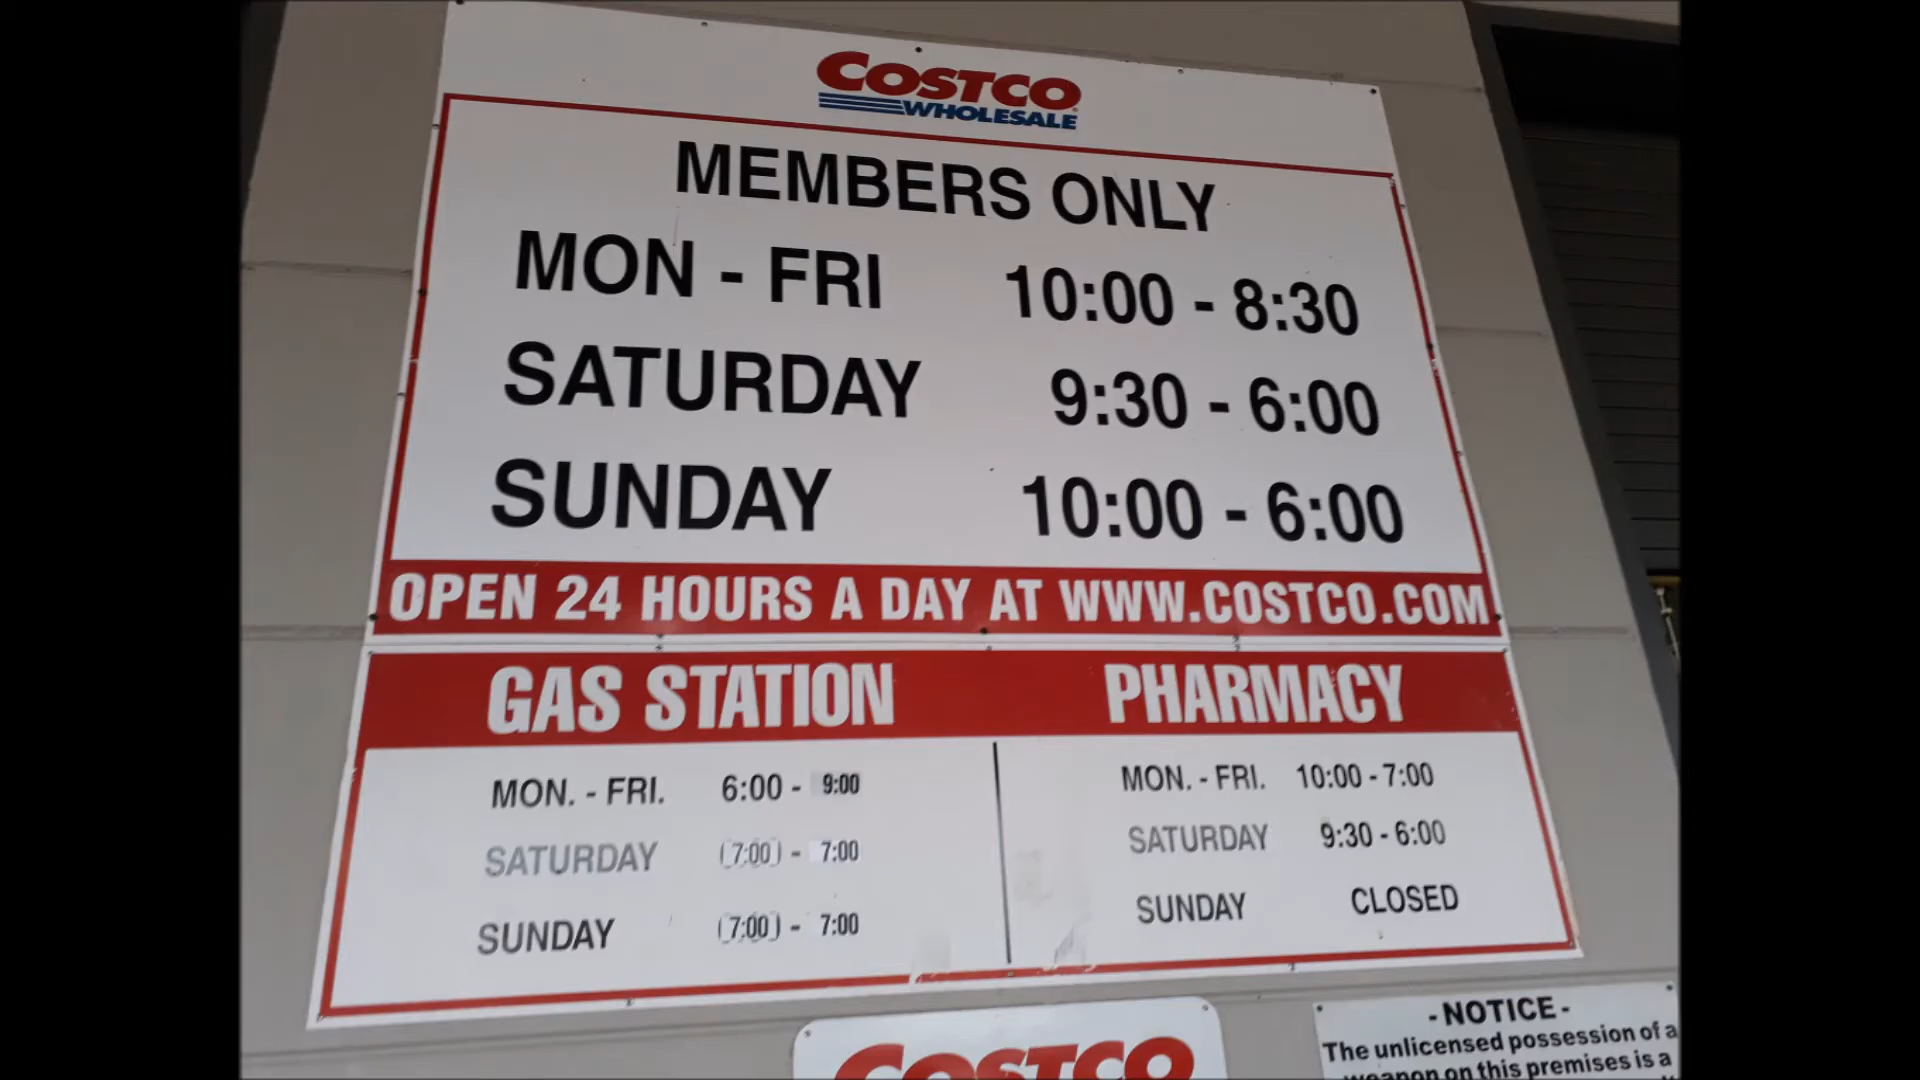 COSTCO
WHOLESALE
MEMBERS ONLY
MON - FRI 10:00 - 8:30
SATURDAY 9:30 - 6:00
SUNDAY 10:00 - 6:00
OPEN 24 HOURS A DAY AT WWW.COSTCO.COM
GAS STATION
MON. - FRI. 6:00 - 9:00
SATURDAY (7:00) - 7:00
SUNDAY (7:00) - 7:00
PHARMACY
MON. - FRI. 10:00 - 7:00
SATURDAY 9:30 - 6:00
SUNDAY CLOSED
COSTCO
- NOTICE -
The unlicensed possession of a
weapon on this premises is a